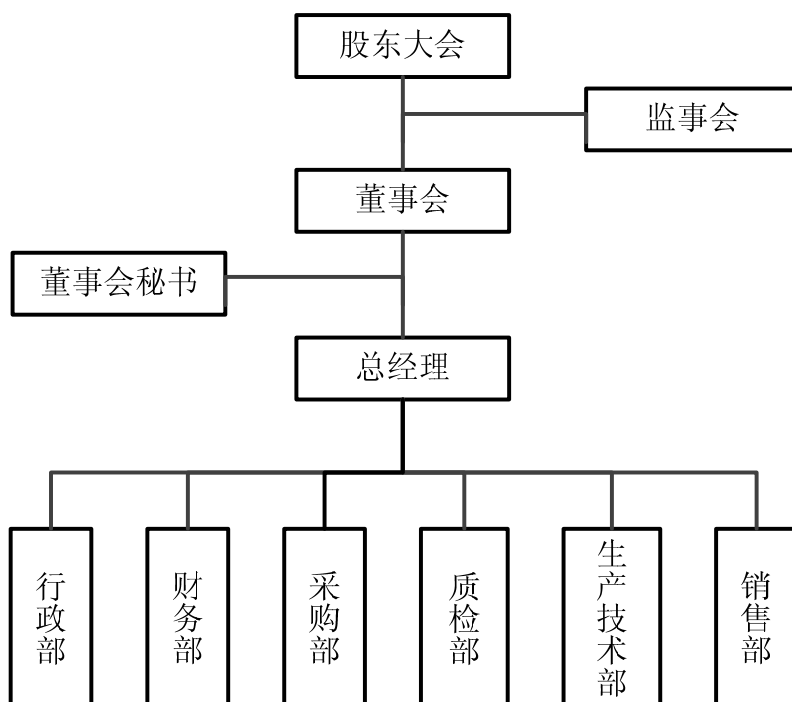 股东大会
监事会
董事会
董事会秘书
总经理
行政部
财务部
采购部
质检部
生产技术部
销售部